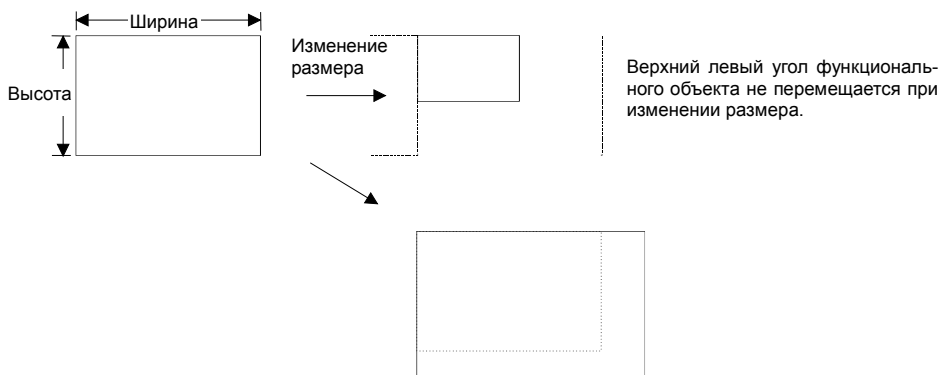 Ширина
Высота
Изменение
размера
Верхний левый угол функциональ-
ного объекта не перемещается при
изменении размера.